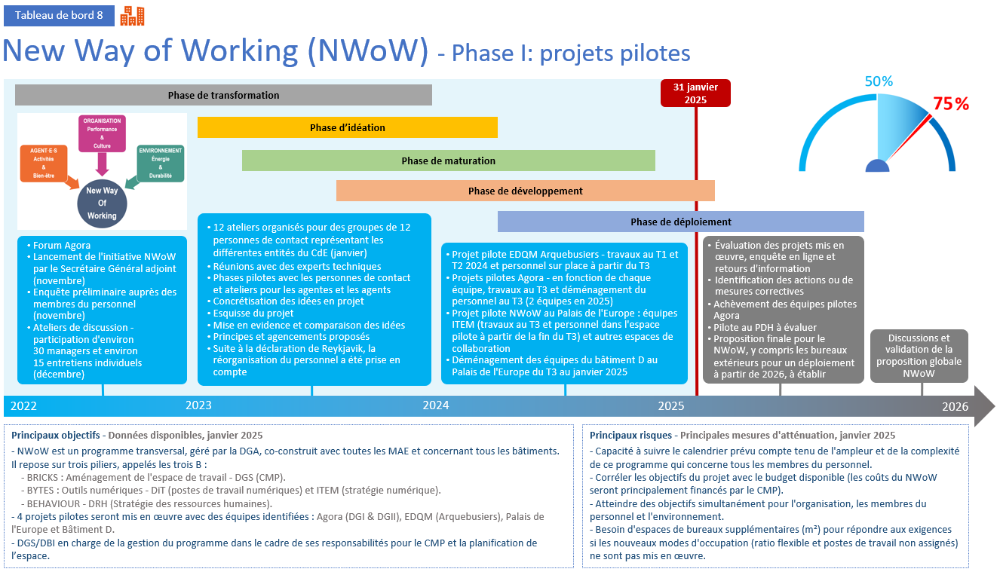 Tableau de bord 8
New Way of Working (NWoW) - Phase I: projets pilotes
31 janvier
2025
50%
75%
Phase de transformation
Phase d'idéation
Phase de maturation
Phase de développement
Phase de déploiement
ORGANISATION
Performance
&
Culture
AGENT·E·S
Activités
&
Bien-être
ENVIRONNEMENT
Énergie
&
Durabilité
New Way
Of
Working
• Forum Agora
• Lancement de l'initiative NWoW
par le Secrétaire Général adjoint
(novembre)
• Enquête préliminaire auprès des
membres du personnel
(novembre)
• Ateliers de discussion -
participation d'environ
30 managers et environ
15 entretiens individuels
(décembre)
• 12 ateliers organisés pour des groupes de 12
personnes de contact représentant les
différentes entités du CdE (janvier)
• Réunions avec des experts techniques
• Phases pilotes avec les personnes de contact
et ateliers pour les agentes et les agents
• Concrétisation des idées en projet
• Esquisse du projet
• Mise en evidence et comparaison des idées
• Principes et agencements proposés
• Suite à la déclaration de Reykjavik, la
réorganisation du personnel a été prise en
compte
• Projet pilote EDQM Arquebusiers - travaux au T1 et
T2 2024 et personnel sur place à partir du T3
• Projets pilotes Agora - en fonction de chaque
équipe, travaux au T3 et déménagement du
personnel au T3 (2 équipes en 2025)
• Projet pilote NWoW au Palais de l'Europe : équipes
ITEM (travaux au T3 et personnel dans l'espace
pilote à partir de la fin du T3) et autres espaces de
collaboration
• Déménagement des équipes du bâtiment D au
Palais de l'Europe du T3 au janvier 2025
• Évaluation des projets mis en
œuvre, enquête en ligne et
retours d'information
• Identification des actions ou de
mesures correctives
• Achèvement des équipes pilotes
Agora
• Pilote au PDH à évaluer
• Proposition finale pour le
NWoW, y compris les bureaux
extérieurs pour un déploiement
à partir de 2026, à établir
Discussions et
validation de la
proposition globale
NWoW
2022
2023
2024
2025
2026
Principaux objectifs - Données disponibles, janvier 2025
- NWoW est un programme transversal, géré par la DGA, co-construit avec toutes les MAE et concernant tous les bâtiments.
Il repose sur trois piliers, appelés les trois B :
- BRICKS : Aménagement de l'espace de travail - DGS (CMP).
- BYTES : Outils numériques - DiT (postes de travail numériques) et ITEM (stratégie numérique).
- BEHAVIOUR - DRH (Stratégie des ressources humaines).
- 4 projets pilotes seront mis en œuvre avec des équipes identifiées : Agora (DGI & DGII), EDQM (Arquebusiers), Palais de
l'Europe et Bâtiment D.
- DGS/DBI en charge de la gestion du programme dans le cadre de ses responsabilités pour le CMP et la planification de
l'espace.
Principaux risques - Principales mesures d'atténuation, janvier 2025
- Capacité à suivre le calendrier prévu compte tenu de l'ampleur et de la complexité
de ce programme qui concerne tous les membres du personnel.
- Corréler les objectifs du projet avec le budget disponible (les coûts du NWoW
seront principalement financés par le CMP).
- Atteindre des objectifs simultanément pour l'organisation, les membres du
personnel et l'environnement.
- Besoin d'espaces de bureaux supplémentaires (m²) pour répondre aux exigences
si les nouveaux modes d'occupation (ratio flexible et postes de travail non assignés)
ne sont pas mis en œuvre.